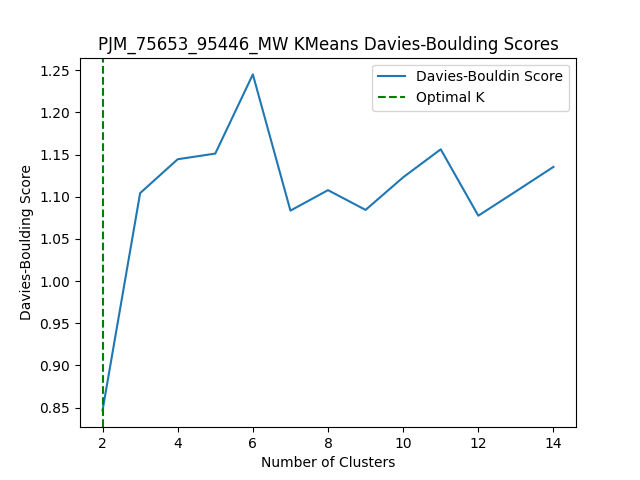 PJM_75653_95446_MW KMeans Davies-Boulding Scores
Davies-Bouldin Score
Optimal K
Davies-Boulding Score
1.25
1.20
1.15
1.10
1.05
1.00
0.95
0.90
0.85
2 4 6 8 10 12 14
Number of Clusters